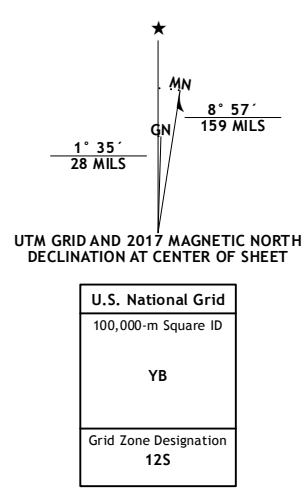 ★
MN
GN
8° 57´
159 MILS
1° 35´
28 MILS
UTM GRID AND 2017 MAGNETIC NORTH
DECLINATION AT CENTER OF SHEET
U.S. National Grid
100,000-m Square ID
YB
Grid Zone Designation
12S